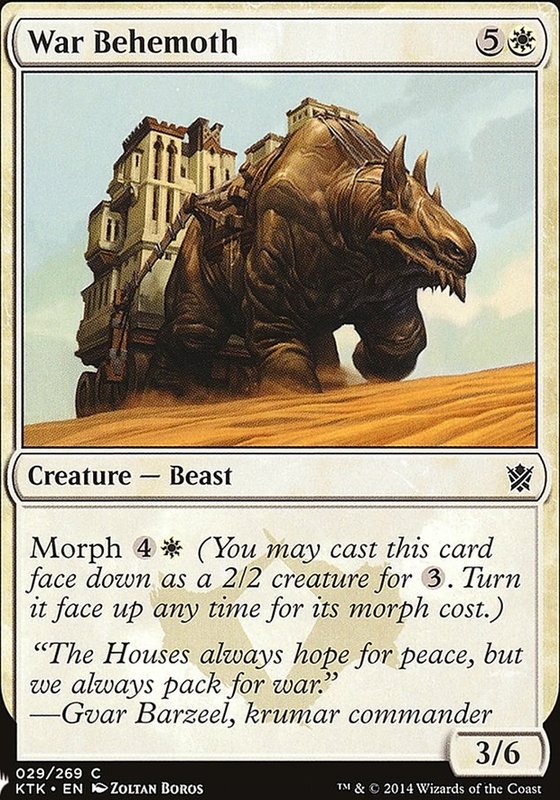 War Behemoth 5
Creature — Beast
Morph 4 (You may cast this card
face down as a 2/2 creature for 3. Turn
it face up any time for its morph cost.)
“The Houses always hope for peace, but
we always pack for war.”
—Gvar Barzeel, krumar commander
3/6
029/269 C
KTK • EN Zoltan Boros
™ & © 2014 Wizards of the Coast